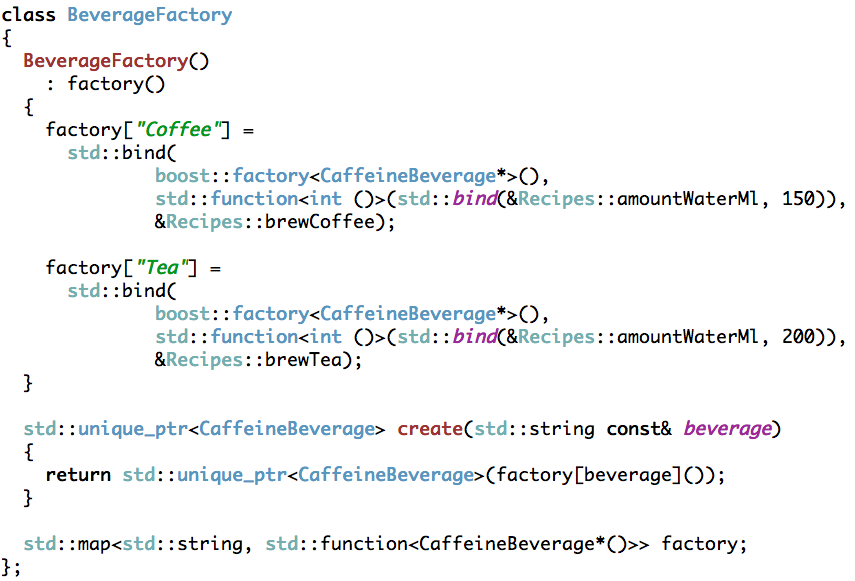 class BeverageFactory
{
  BeverageFactory()
    : factory()
  {
    factory["Coffee"] =
      std::bind(
              boost::factory<CaffeineBeverage*>(),
              std::function<int ()>(std::bind(&Recipes::amountWaterMl, 150)),
              &Recipes::brewCoffee);

    factory["Tea"] =
      std::bind(
              boost::factory<CaffeineBeverage*>(),
              std::function<int ()>(std::bind(&Recipes::amountWaterMl, 200)),
              &Recipes::brewTea);
  }

  std::unique_ptr<CaffeineBeverage> create(std::string const& beverage)
  {
    return std::unique_ptr<CaffeineBeverage>(factory[beverage]());
  }

  std::map<std::string, std::function<CaffeineBeverage*()>> factory;
};